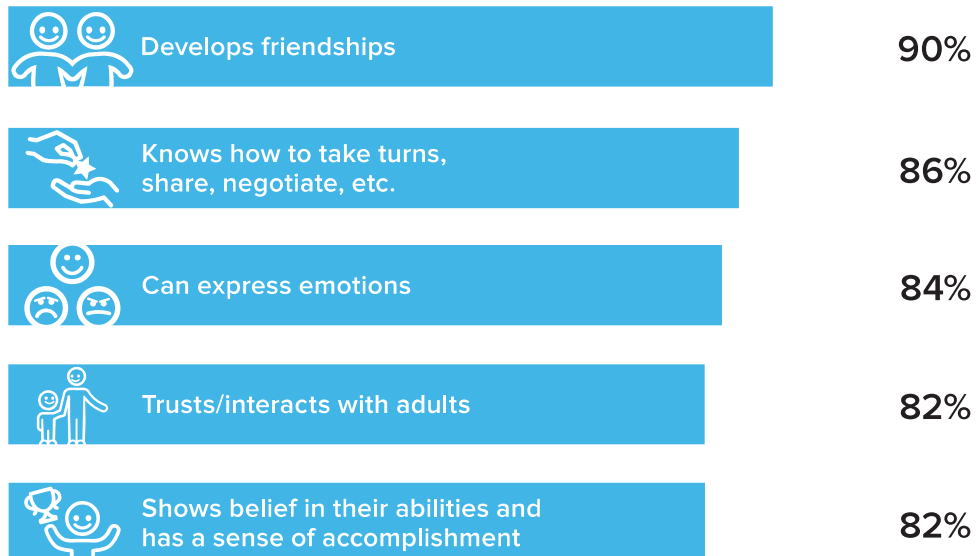 Develops friendships
90%
Knows how to take turns,
share, negotiate, etc.
86%
Can express emotions
84%
Trusts/interacts with adults
82%
Shows belief in their abilities and
has a sense of accomplishment
82%